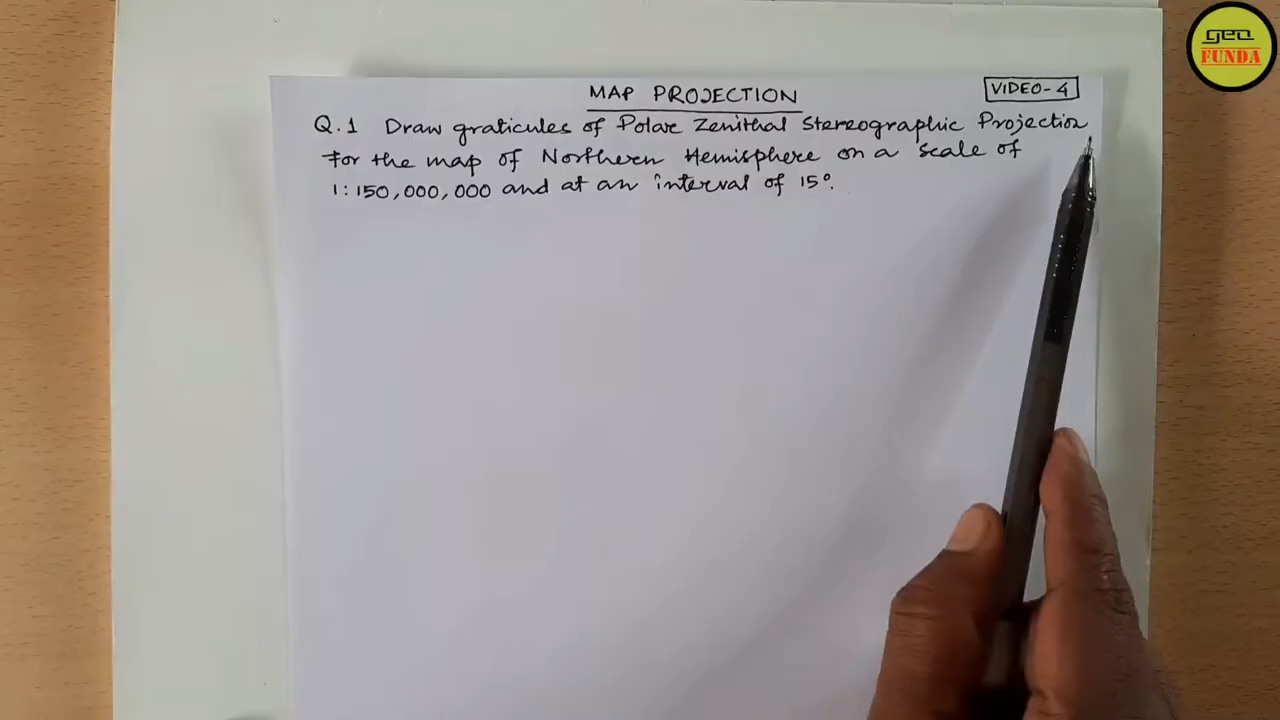 MAP PROJECTION
VIDEO-4
Q.1 Draw graticules of Polar Zenithal Stereographic Projection
for the map of Northern Hemisphere on a scale of
1:150,000,000 and at an interval of 15°.
geo
FUNDA